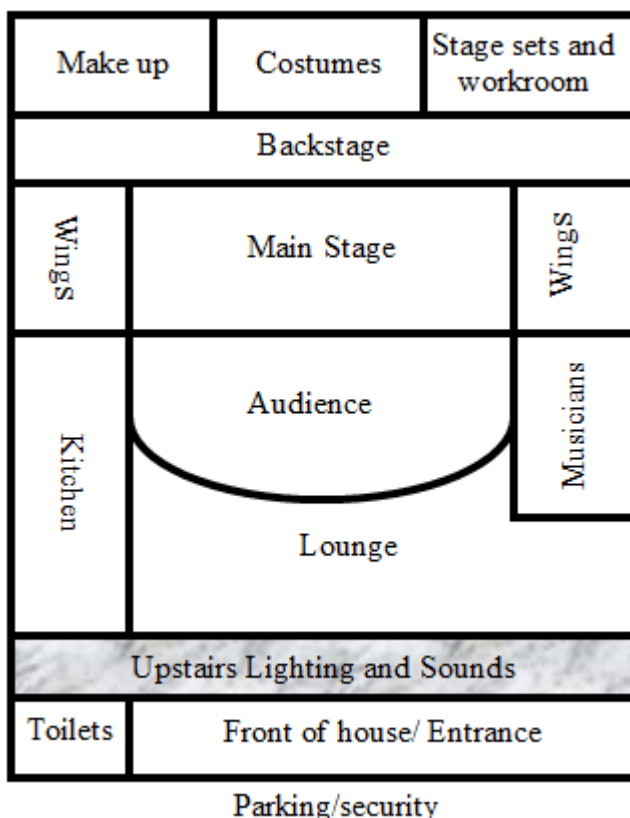 Make up
Costumes
Stage sets and
workroom
Backstage
Wings
Main Stage
Wings
Kitchen
Audience
Musicians
Lounge
Upstairs Lighting and Sounds
Toilets
Front of house/ Entrance
Parking/security